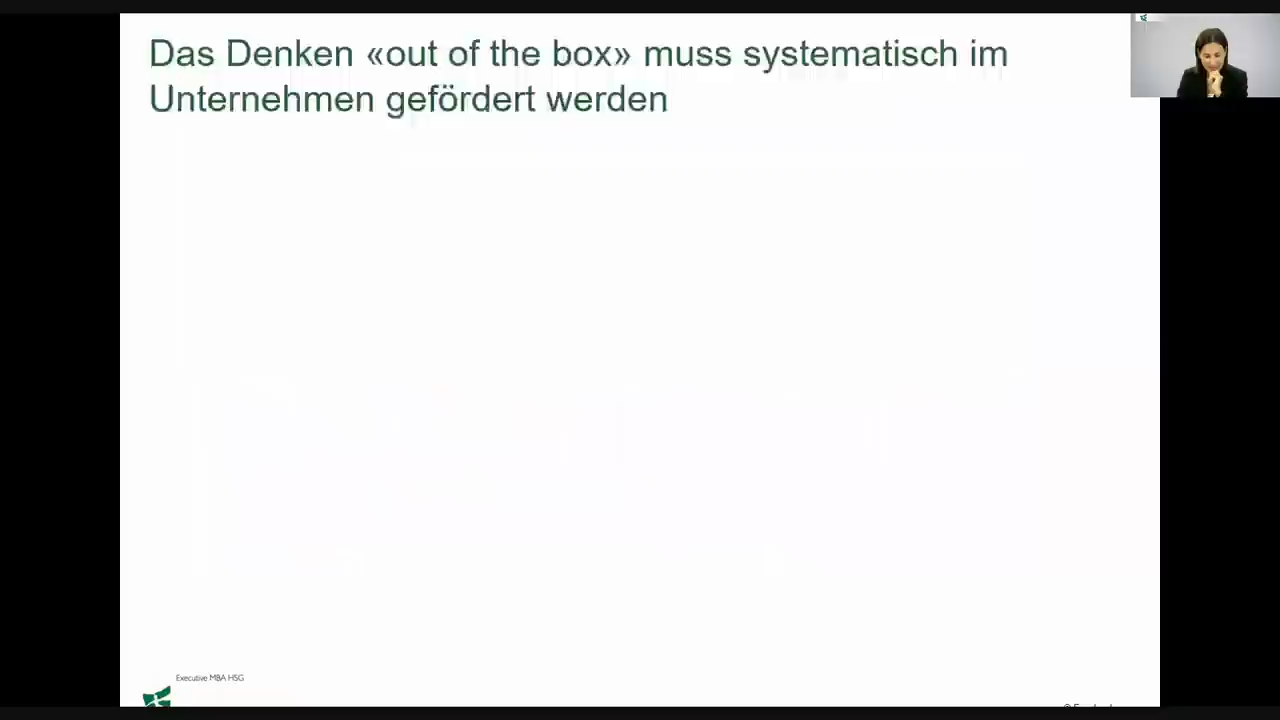 Das Denken «out of the box» muss systematisch im
Unternehmen gefördert werden
Executive MBA HSG